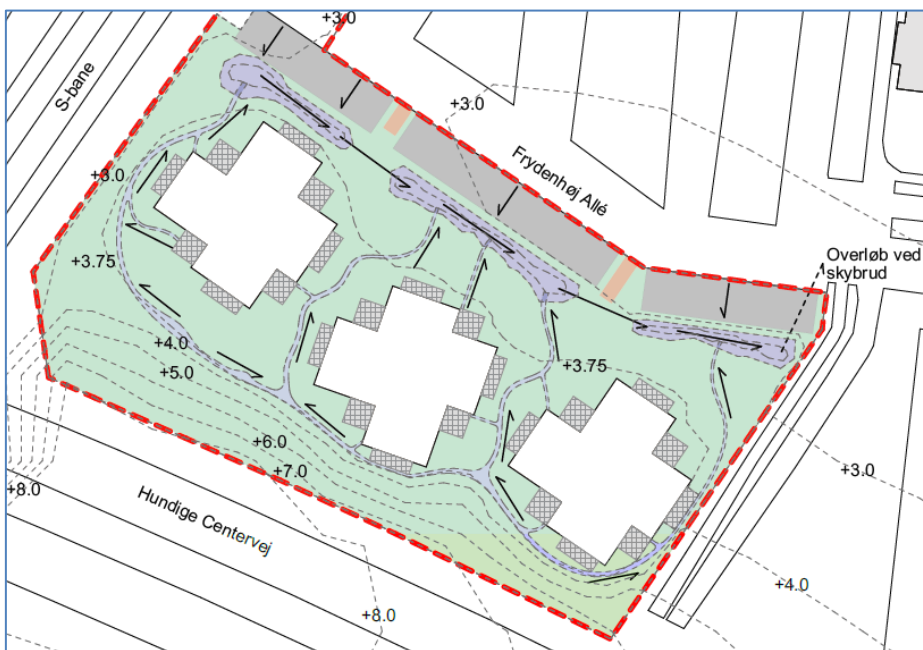 +3.0
S-bane
+3.0
Frydenhøj Allé
+3.0
+3.75
Overløb ved
skybrud
+4.0
+5.0
+3.75
+6.0
+7.0
+3.0
+8.0
Hundige Centervej
+4.0
+8.0